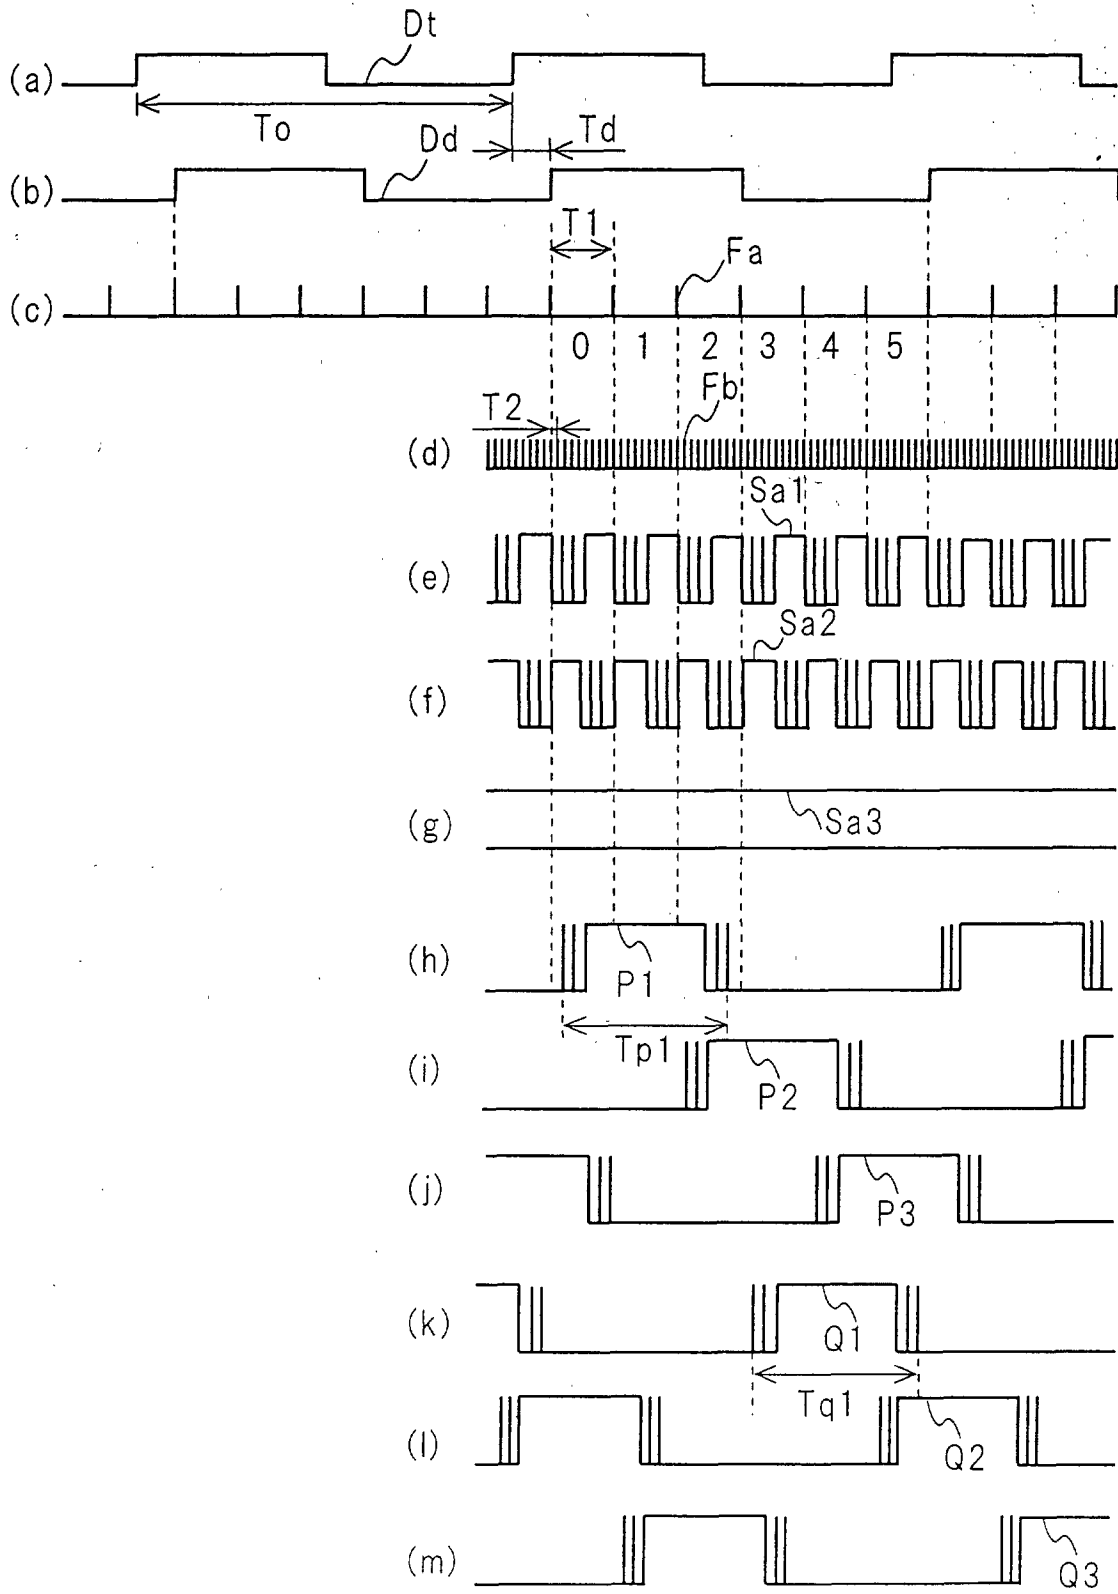 Dt
(a)
To
Td
Dd
(b)
T1
Fa
(c)
0 1 2 3 4 5
T2
Fb
(d)
Sa1
(e)
Sa2
(f)
(g)
Sa3
(h)
P1
Tp1
(i)
P2
(j)
P3
(k)
Q1
Tq1
(l)
Q2
(m)
Q3